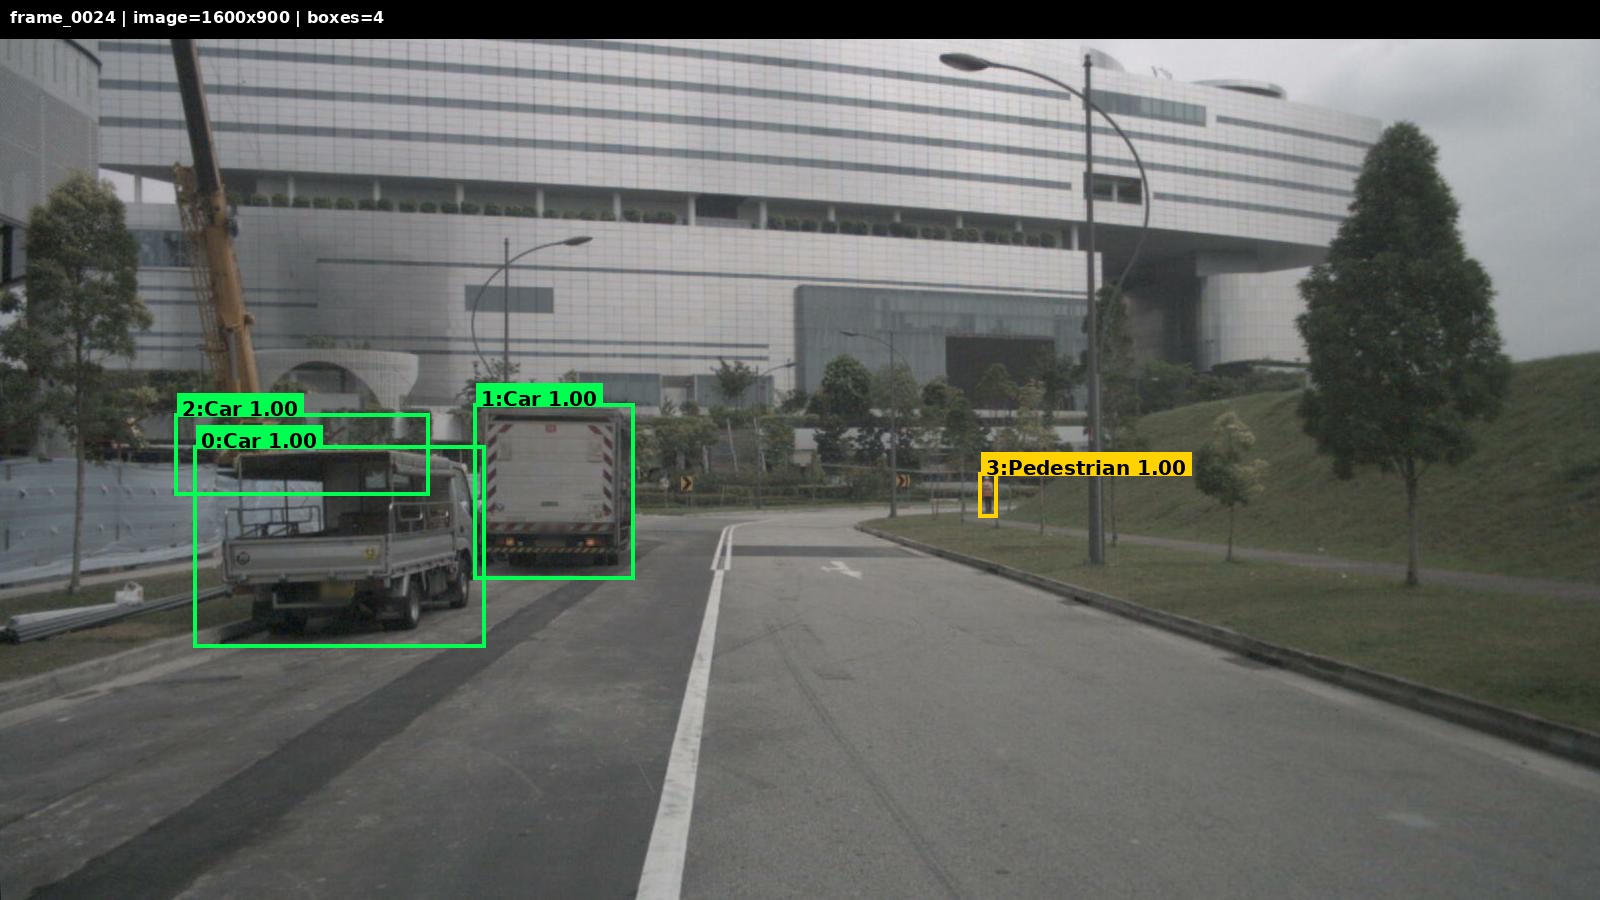 frame_0024 | image=1600x900 | boxes=4
2:Car 1.00
1:Car 1.00
0:Car 1.00
3:Pedestrian 1.00